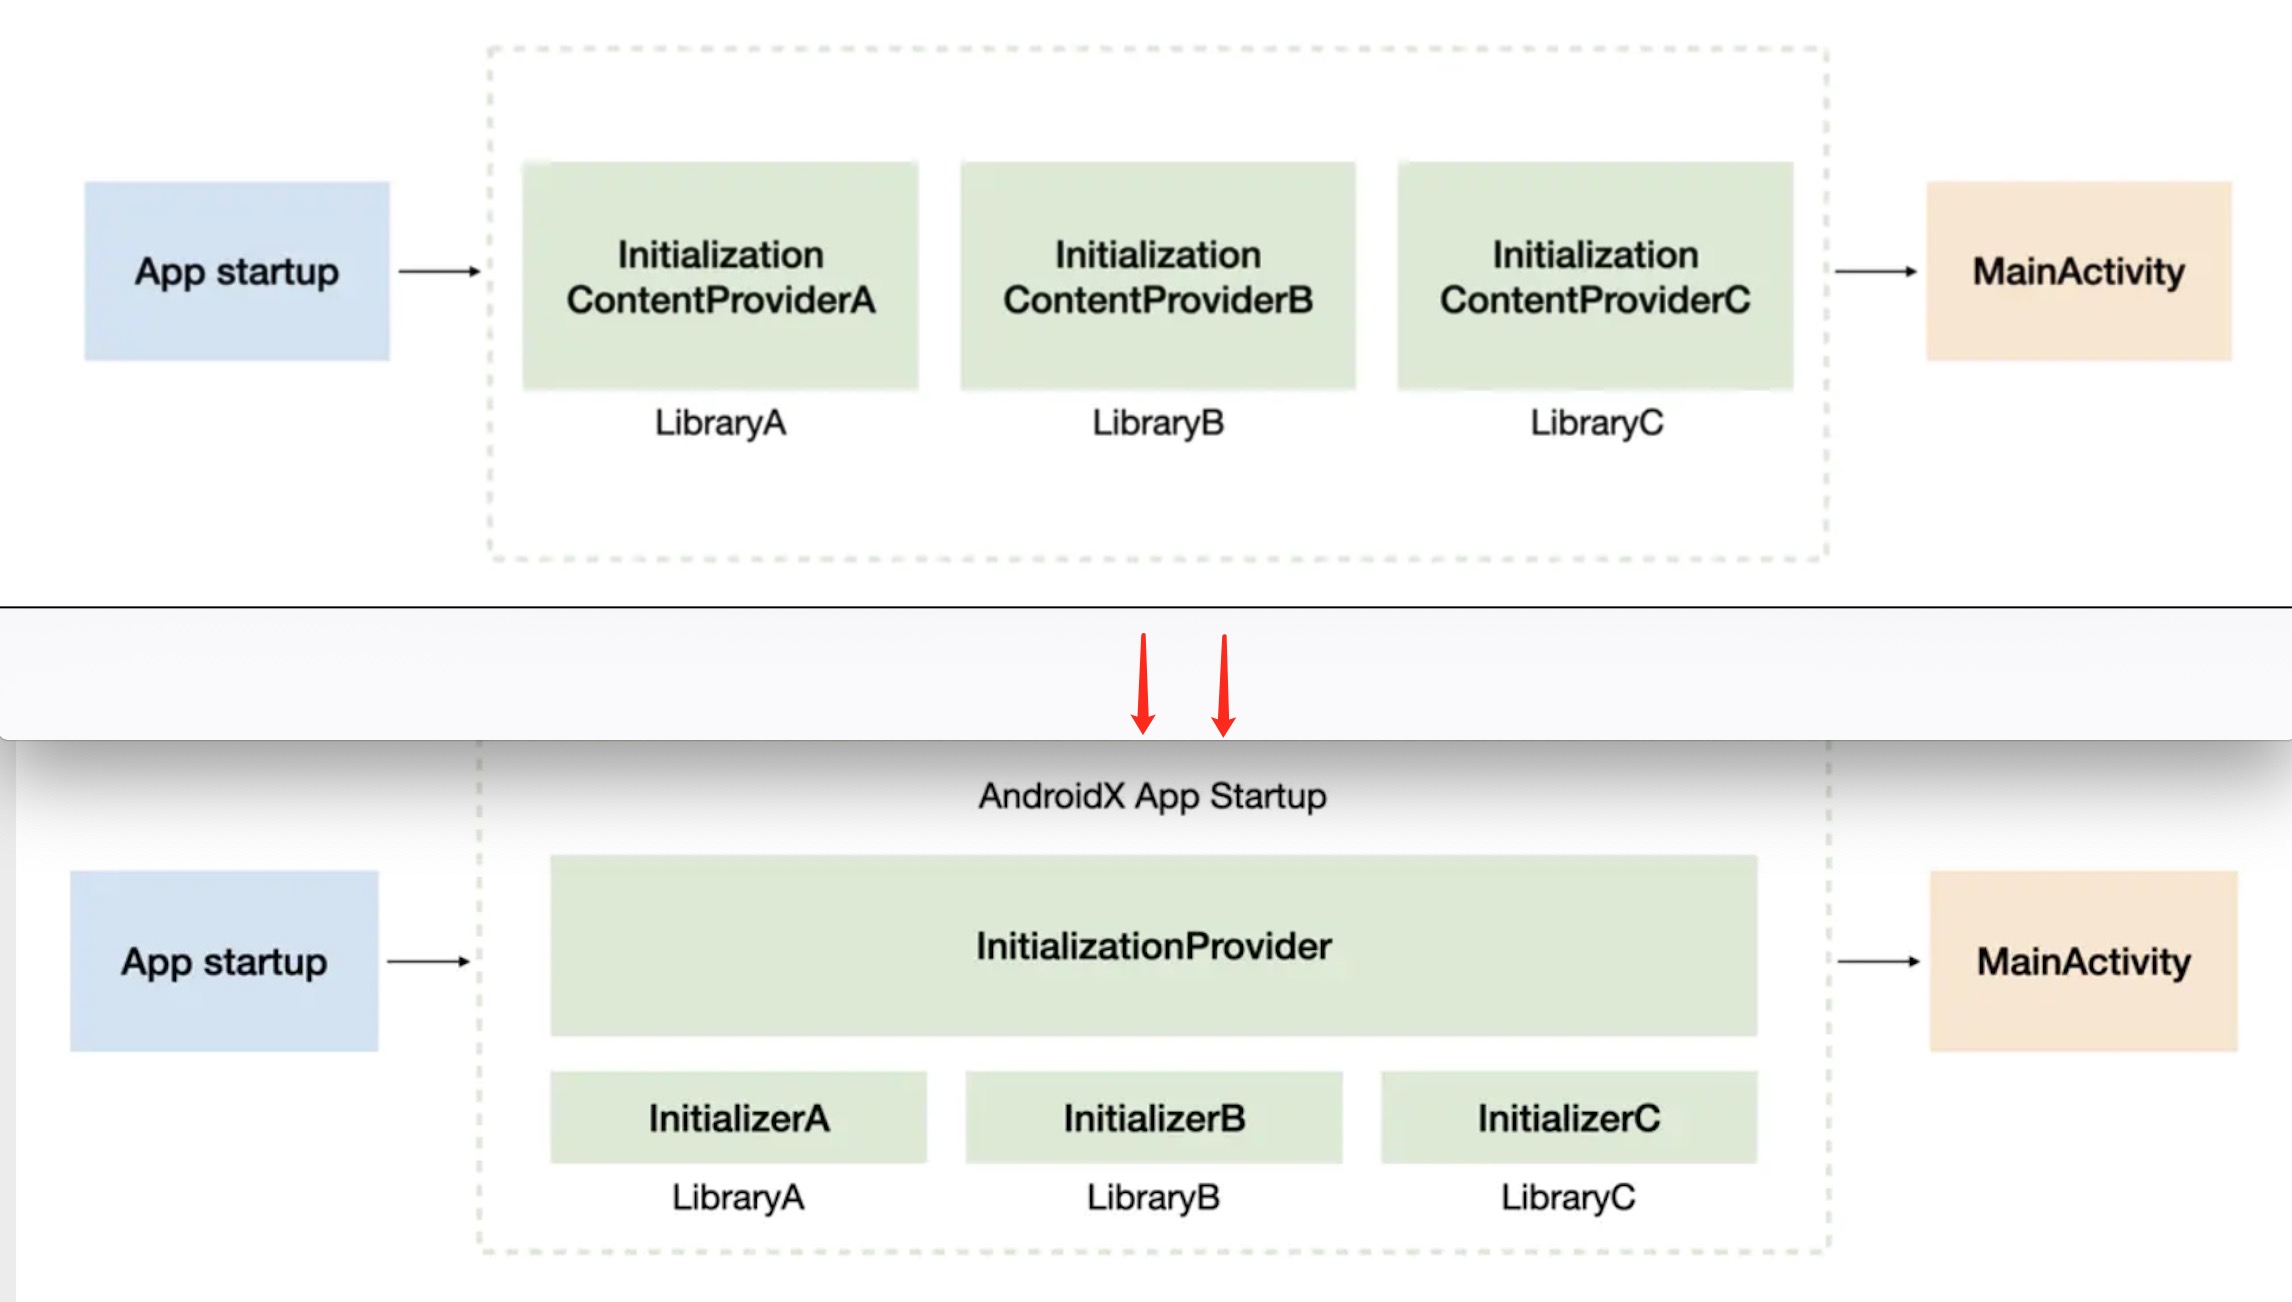 App startup
Initialization
ContentProviderA
LibraryA
Initialization
ContentProviderB
LibraryB
Initialization
ContentProviderC
LibraryC
MainActivity
AndroidX App Startup
App startup
InitializationProvider
InitializerA
LibraryA
InitializerB
LibraryB
InitializerC
LibraryC
MainActivity